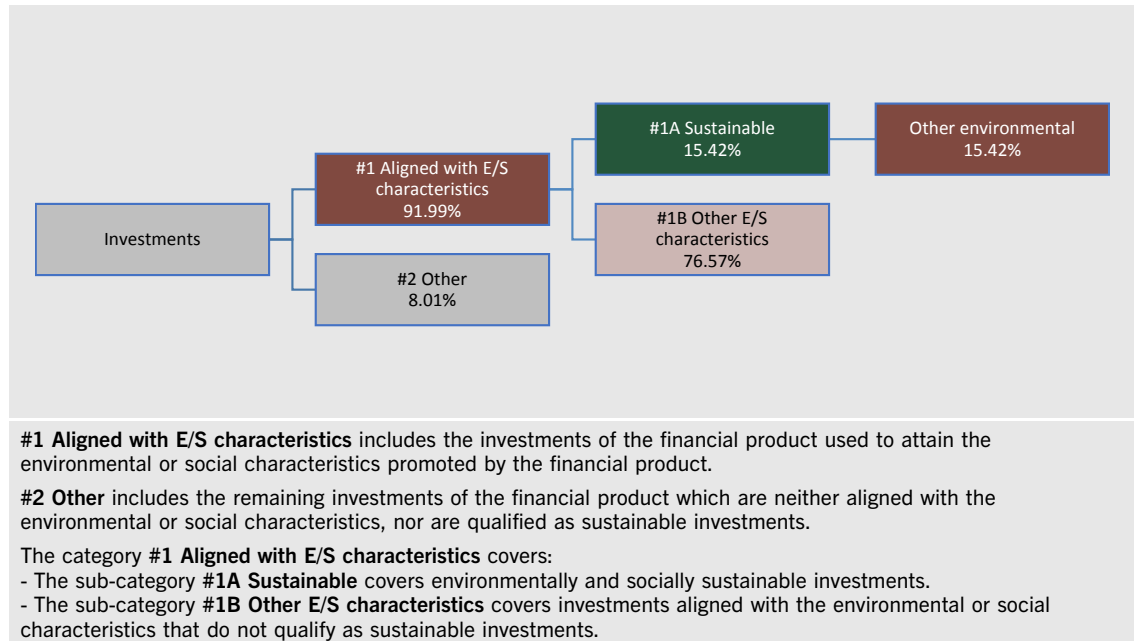 Investments
#1 Aligned with E/S
characteristics
91.99%
#2 Other
8.01%
#1A Sustainable
15.42%
#1B Other E/S
characteristics
76.57%
Other environmental
15.42%
#1 Aligned with E/S characteristics includes the investments of the financial product used to attain the
environmental or social characteristics promoted by the financial product.
#2 Other includes the remaining investments of the financial product which are neither aligned with the
environmental or social characteristics, nor are qualified as sustainable investments.
The category #1 Aligned with E/S characteristics covers:
- The sub-category #1A Sustainable covers environmentally and socially sustainable investments.
- The sub-category #1B Other E/S characteristics covers investments aligned with the environmental or social
characteristics that do not qualify as sustainable investments.